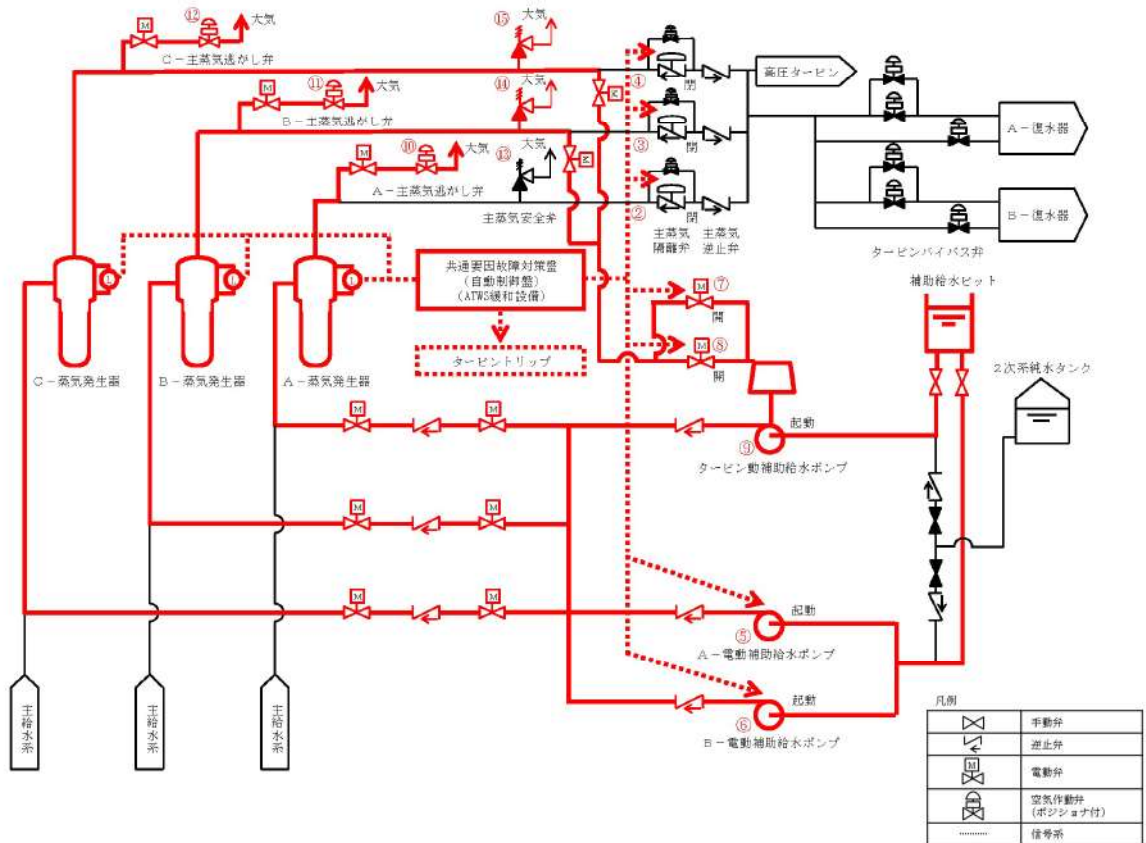 ⑫
大気
M
C-主蒸気逃がし弁
⑮
大気
④
閉
K
高圧タービン
⑪
大気
M
B-主蒸気逃がし弁
⑭
大気
③
閉
K
A-復水器
⑩
大気
M
A-主蒸気逃がし弁
⑬
大気
主蒸気安全弁
②
閉
主蒸気
隔離弁
主蒸気
逆止弁
B-復水器
タービンバイパス弁
共通要因故障対策盤
(自動制御盤)
(ATWS緩和設備)
タービントリップ
L
L
L
C-蒸気発生器
B-蒸気発生器
A-蒸気発生器
⑦
M
開
⑧
M
開
補助給水ピット
2次系純水タンク
M
M
起動
⑨
タービン動補助給水ポンプ
M
M
M
M
起動
⑤
A-電動補助給水ポンプ
起動
⑥
B-電動補助給水ポンプ
主給水系
主給水系
主給水系
凡例
手動弁
逆止弁
M
電動弁
空気作動弁
(ポジショナ付)
信号系